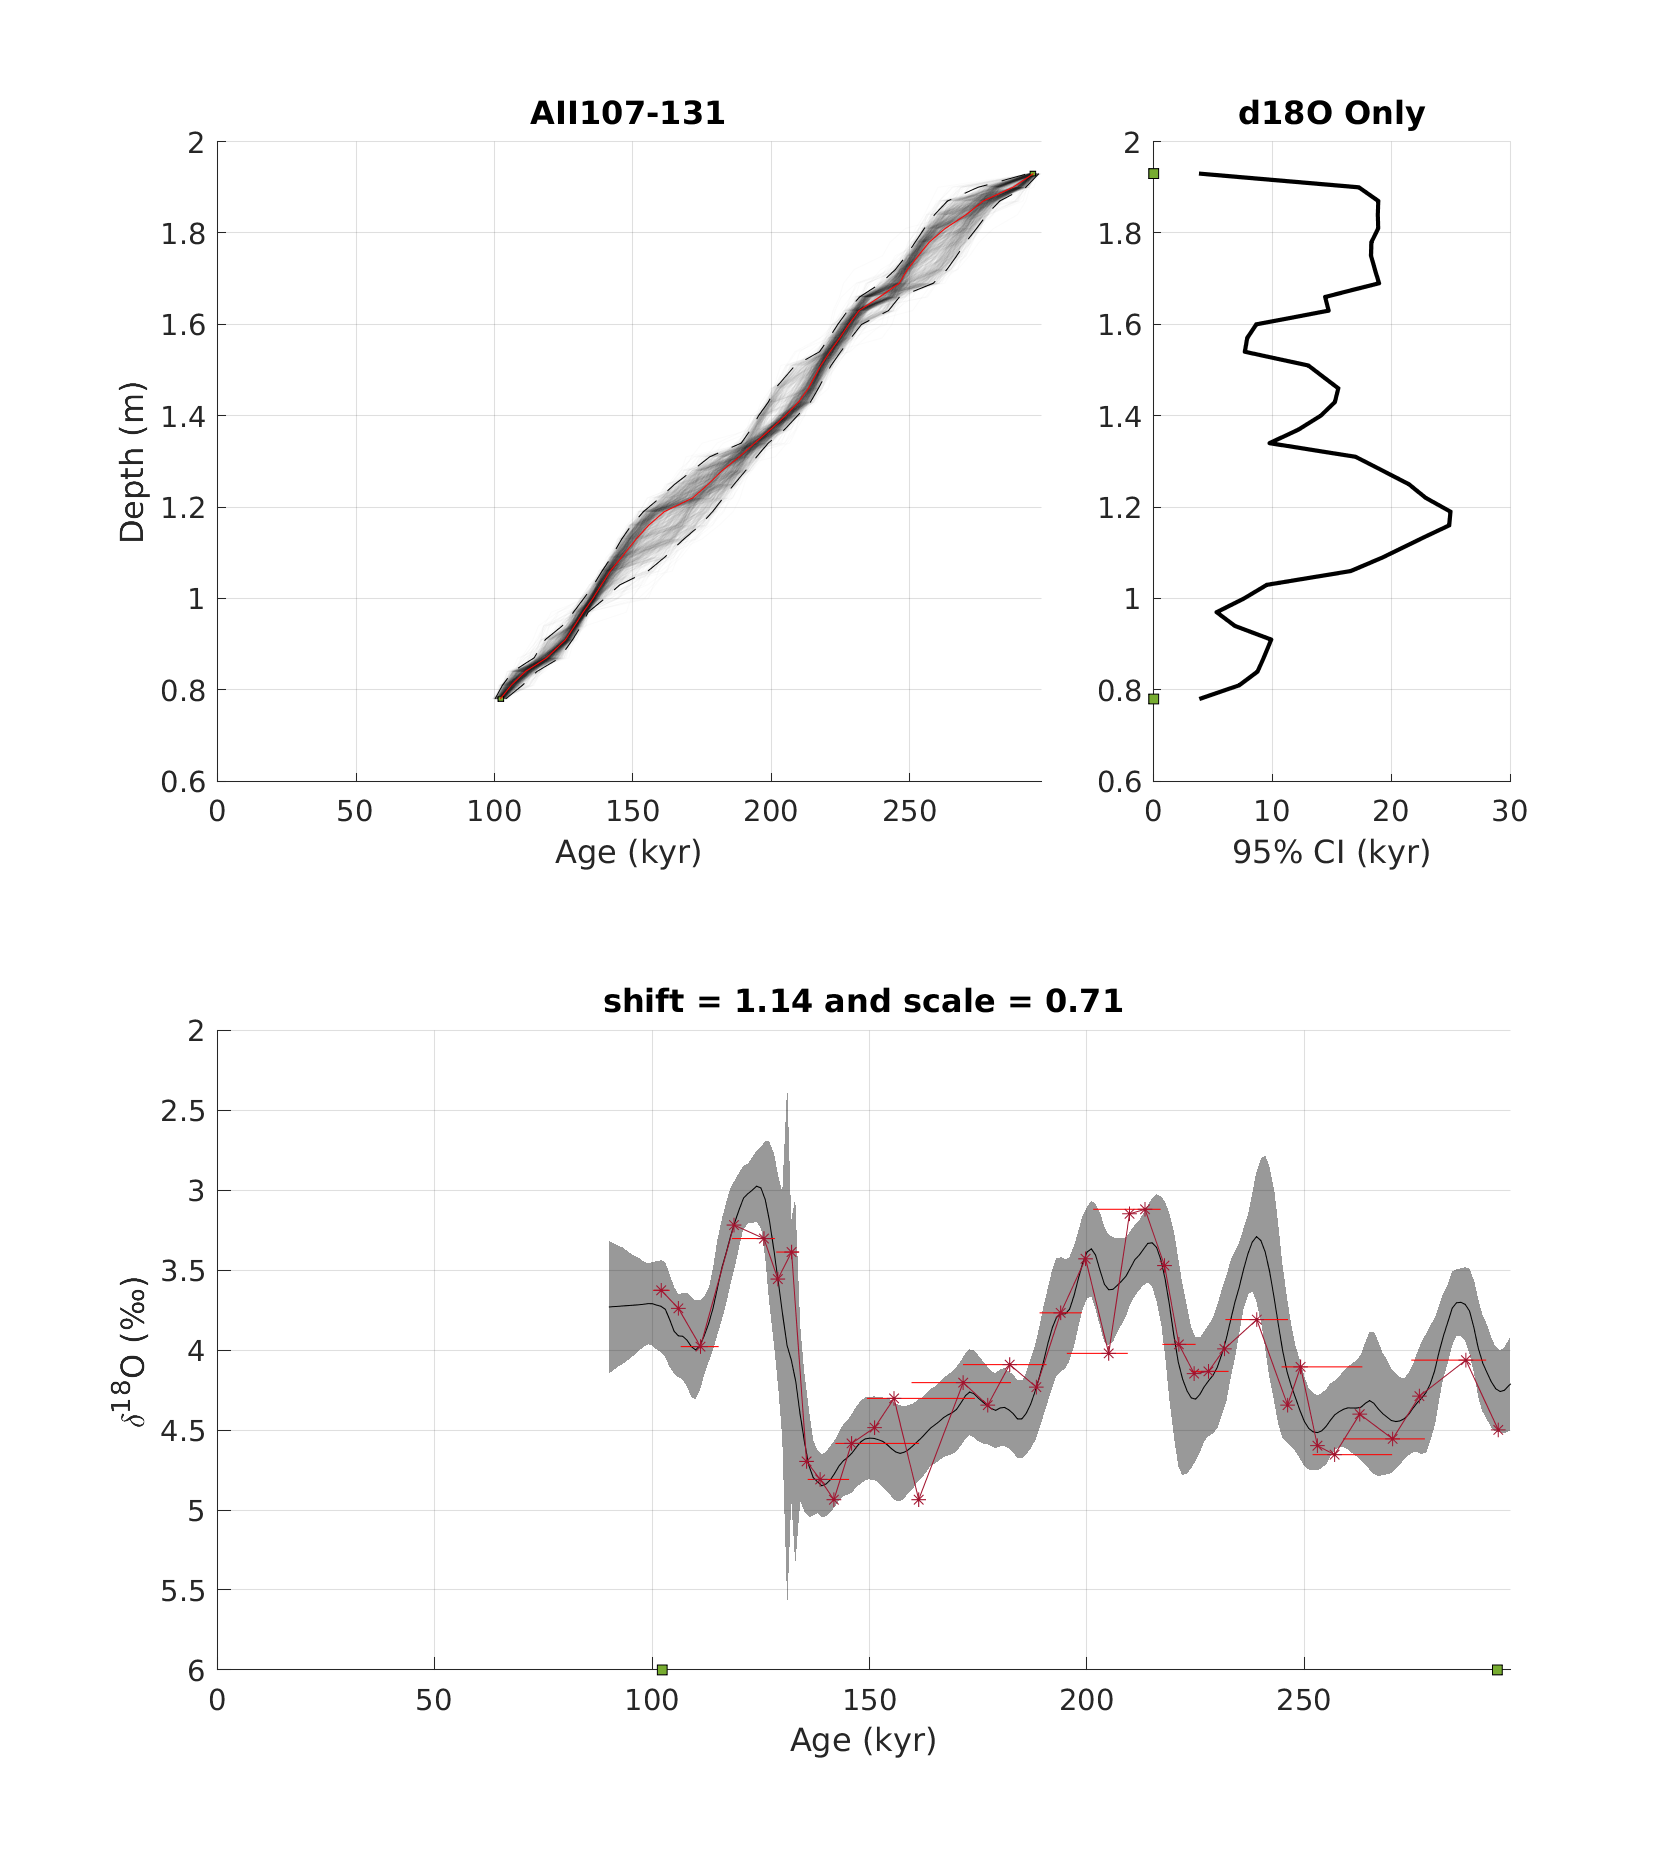 AII107-131
d18O Only
2
1.8
1.6
1.4
1.2
1
0.8
0.6
Depth (m)
0 50 100 150 200 250
Age (kyr)
2
1.8
1.6
1.4
1.2
1
0.8
0.6
0 10 20 30
95% CI (kyr)
shift = 1.14 and scale = 0.71
2
2.5
3
3.5
4
4.5
5
5.5
6
δ18O (‰)
0 50 100 150 200 250
Age (kyr)